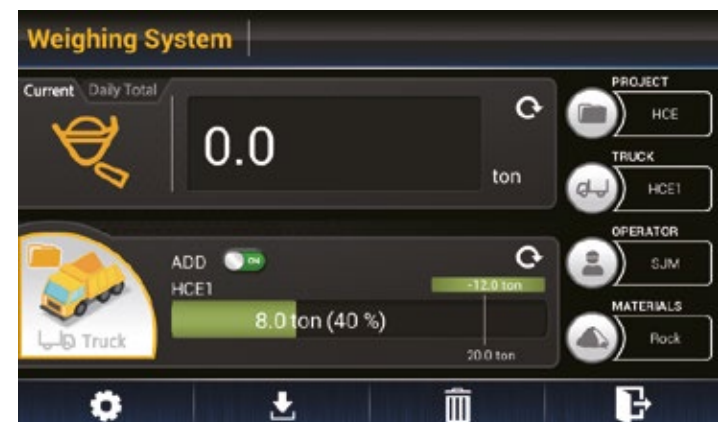 Weighing System
Current Daily Total
0.0
ton
PROJECT
HCE
TRUCK
HCE1
OPERATOR
SJM
MATERIALS
Rock
Truck
ADD ON
HCE1
-12.0 ton
8.0 ton (40 %)
20.0 ton